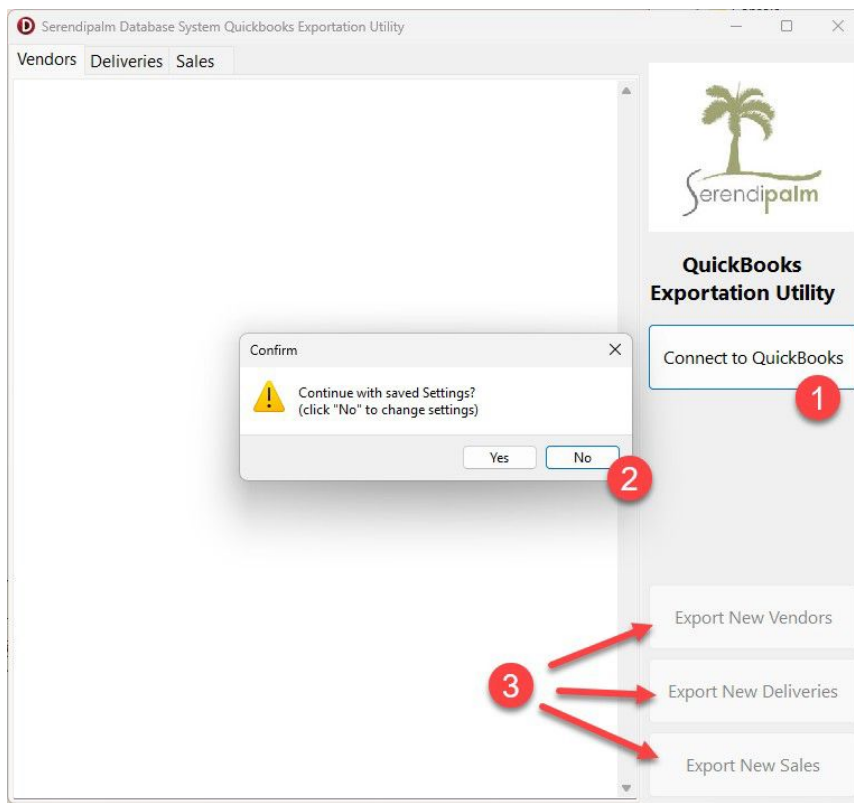 Serendipalm Database System Quickbooks Exportation Utility
Vendors Deliveries Sales
Serendipalm
QuickBooks
Exportation Utility
Connect to QuickBooks
1
Confirm
Continue with saved Settings?
(click "No" to change settings)
Yes No
2
3
Export New Vendors
Export New Deliveries
Export New Sales